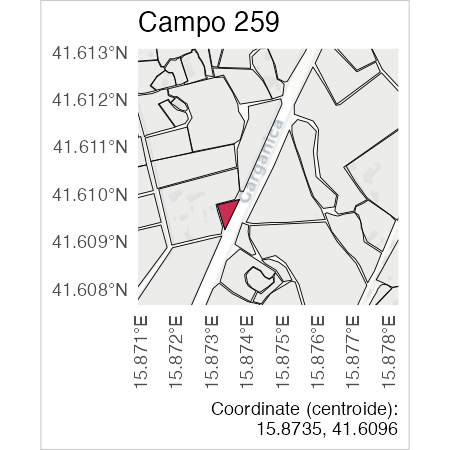 Campo 259
41.613°N
41.612°N
41.611°N
41.610°N
41.609°N
41.608°N
Garganica
15.871°E
15.872°E
15.873°E
15.874°E
15.875°E
15.876°E
15.877°E
15.878°E
Coordinate (centroide):
15.8735, 41.6096